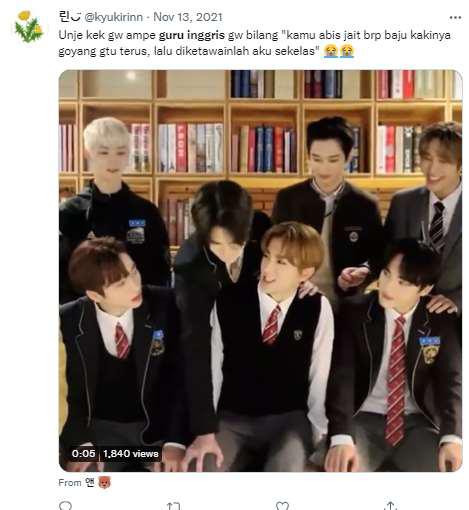 린ㅤ @kyukirinn · Nov 13, 2021
Unje kek gw ampe guru inggris gw bilang "kamu abis jait brp baju kakinya
goyang gtu terus, lalu diketawainlah aku sekelas" 😭😭
0:05 1,840 views
From 앤 🐻